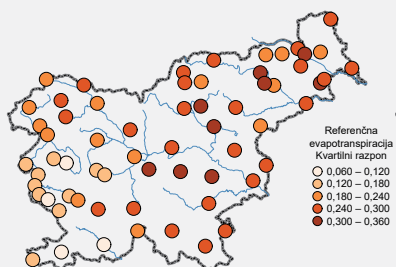 Referenčna
evapotranspiracija
Kvartilni razpon
0,060 – 0,120
0,120 – 0,180
0,180 – 0,240
0,240 – 0,300
0,300 – 0,360